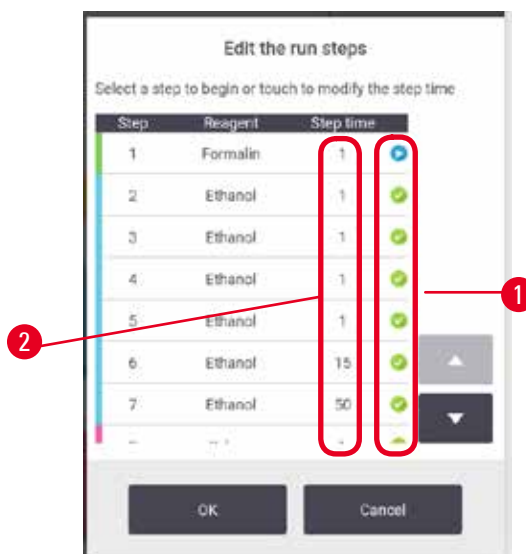 Edit the run steps
Select a step to begin or touch to modify the step time
Step Reagent Step time
1 Formalin 1
2 Ethanol 1
3 Ethanol 1
4 Ethanol 1
5 Ethanol 1
6 Ethanol 15
7 Ethanol 50
1
2
OK Cancel